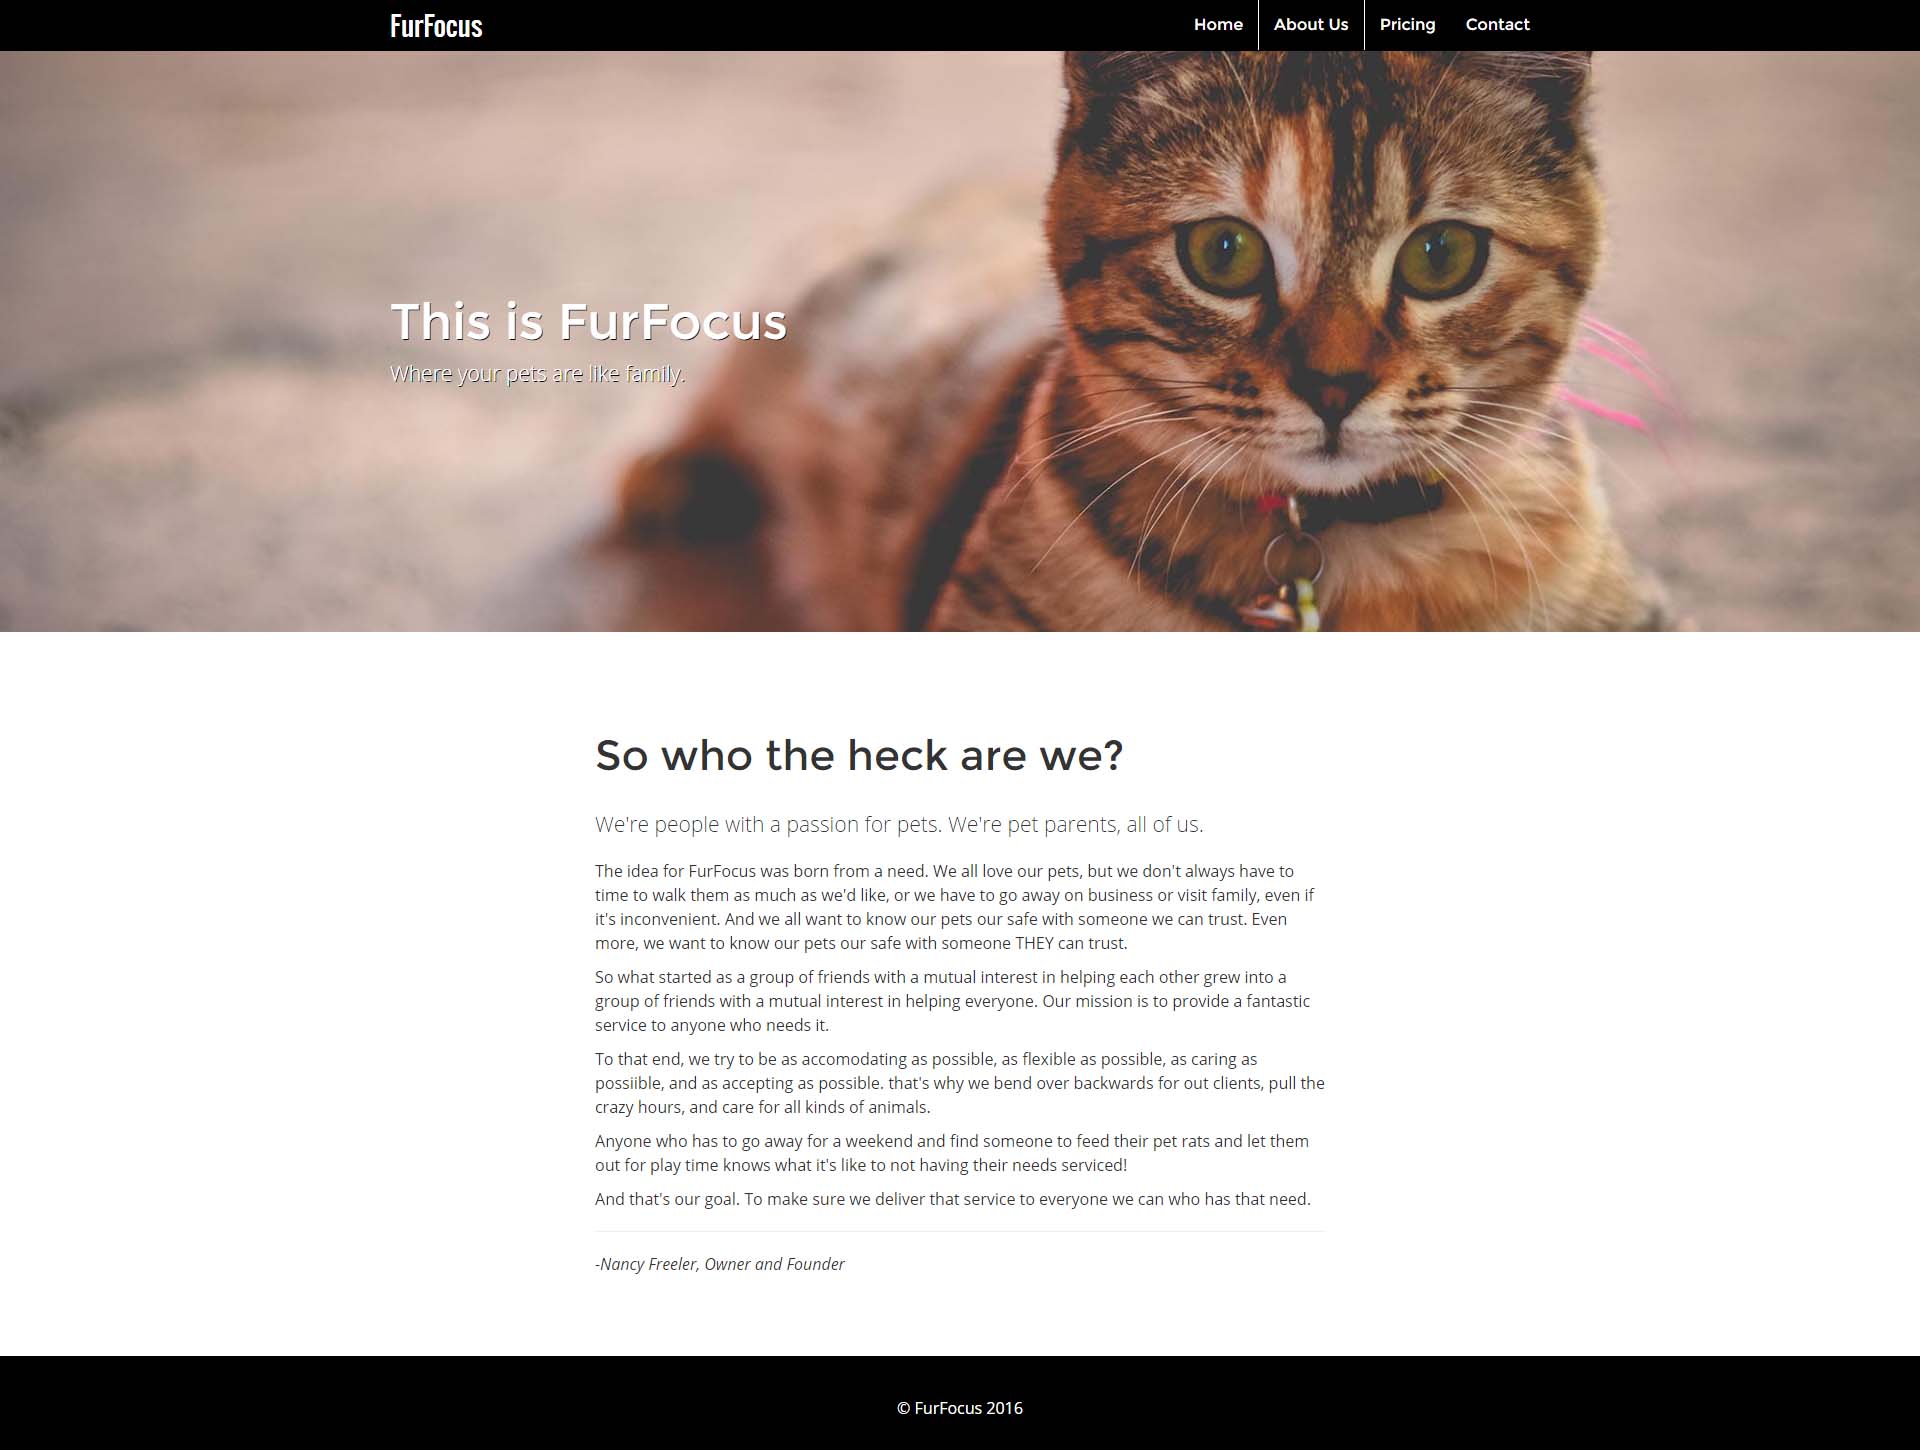 FurFocus
Home About Us Pricing Contact
This is FurFocus
Where your pets are like family.
So who the heck are we?
We're people with a passion for pets. We're pet parents, all of us.
The idea for FurFocus was born from a need. We all love our pets, but we don't always have to
time to walk them as much as we'd like, or we have to go away on business or visit family, even if
it's inconvenient. And we all want to know our pets our safe with someone we can trust. Even
more, we want to know our pets our safe with someone THEY can trust.
So what started as a group of friends with a mutual interest in helping each other grew into a
group of friends with a mutual interest in helping everyone. Our mission is to provide a fantastic
service to anyone who needs it.
To that end, we try to be as accomodating as possible, as flexible as possible, as caring as
possiible, and as accepting as possible. that's why we bend over backwards for out clients, pull the
crazy hours, and care for all kinds of animals.
Anyone who has to go away for a weekend and find someone to feed their pet rats and let them
out for play time knows what it's like to not having their needs serviced!
And that's our goal. To make sure we deliver that service to everyone we can who has that need.
-Nancy Freeler, Owner and Founder
© FurFocus 2016